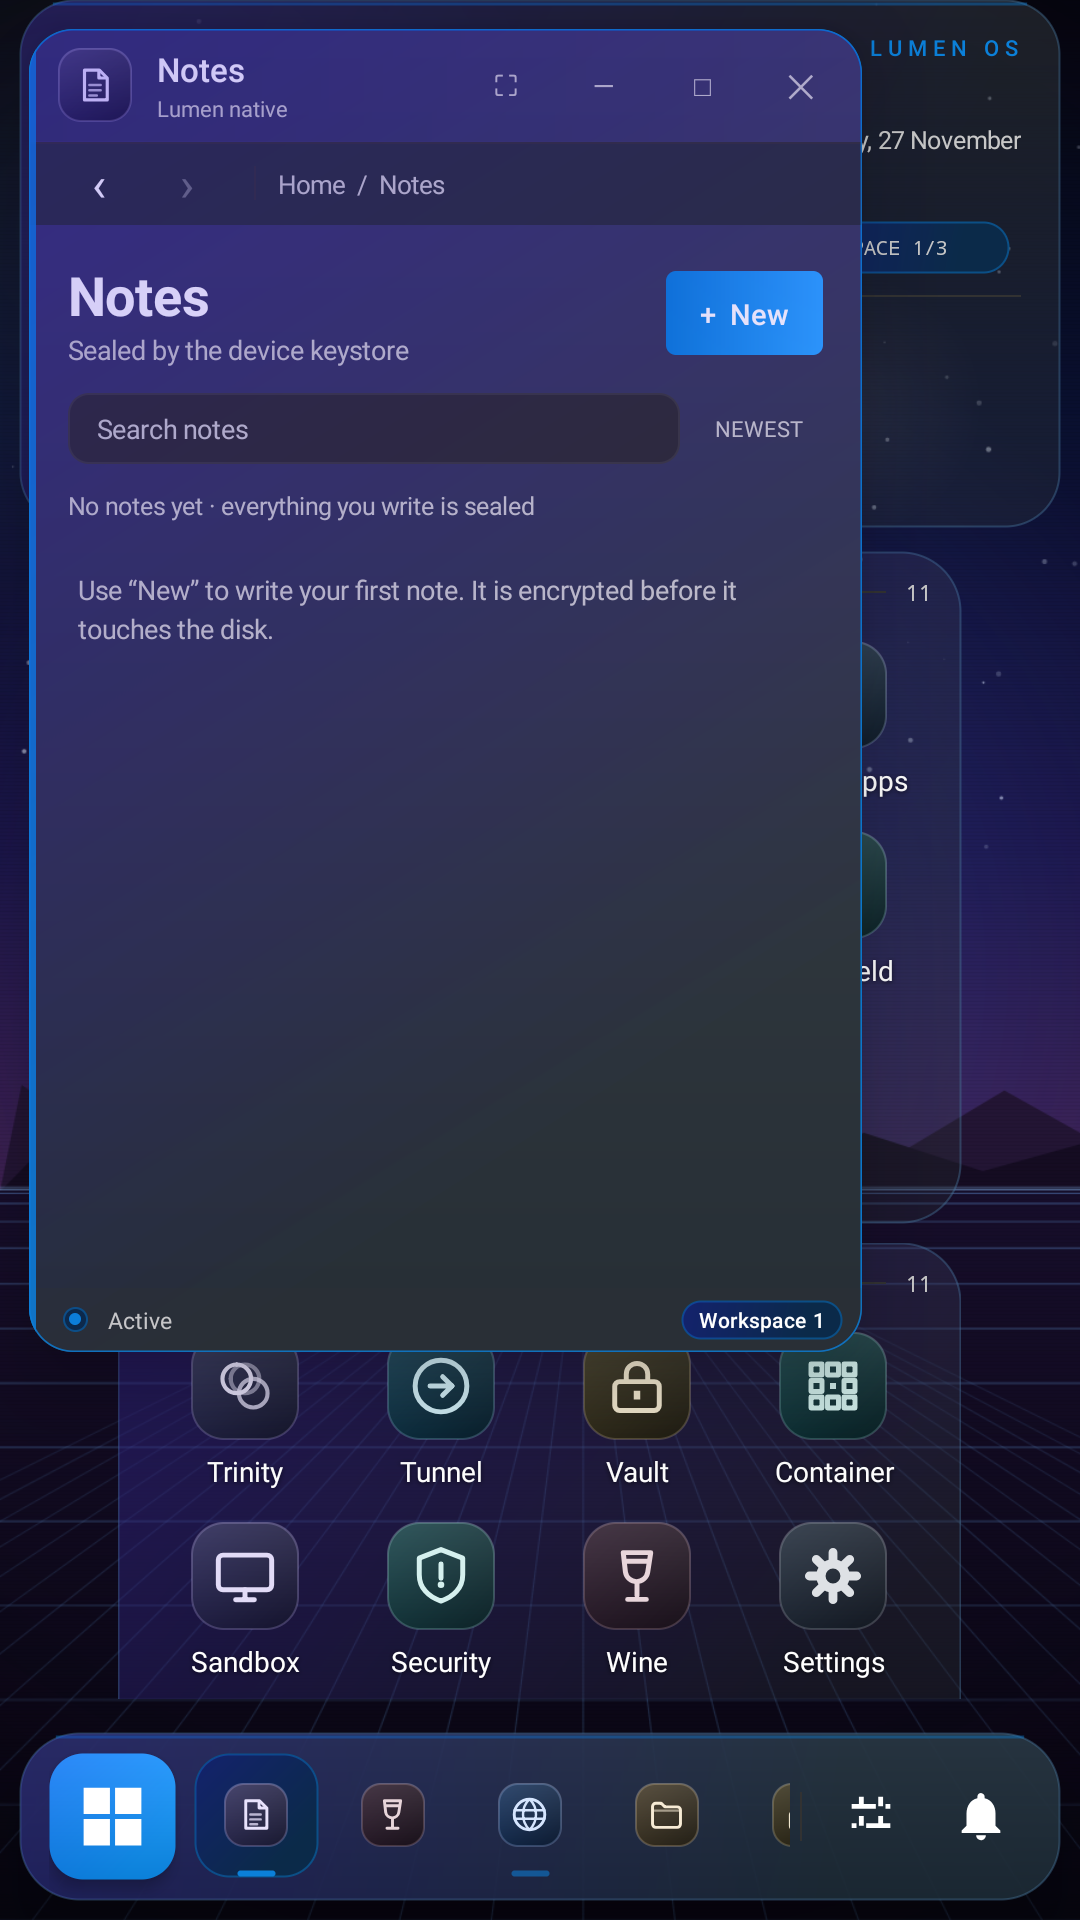 Notes
Lumen native
LUMEN OS
27 November
Home / Notes
1/3
Notes
+ New
Sealed by the device keystore
Search notes
NEWEST
No notes yet · everything you write is sealed
Use “New” to write your first note. It is encrypted before it
touches the disk.
11
11
Active
Workspace 1
Trinity
Tunnel
Vault
Container
Sandbox
Security
Wine
Settings